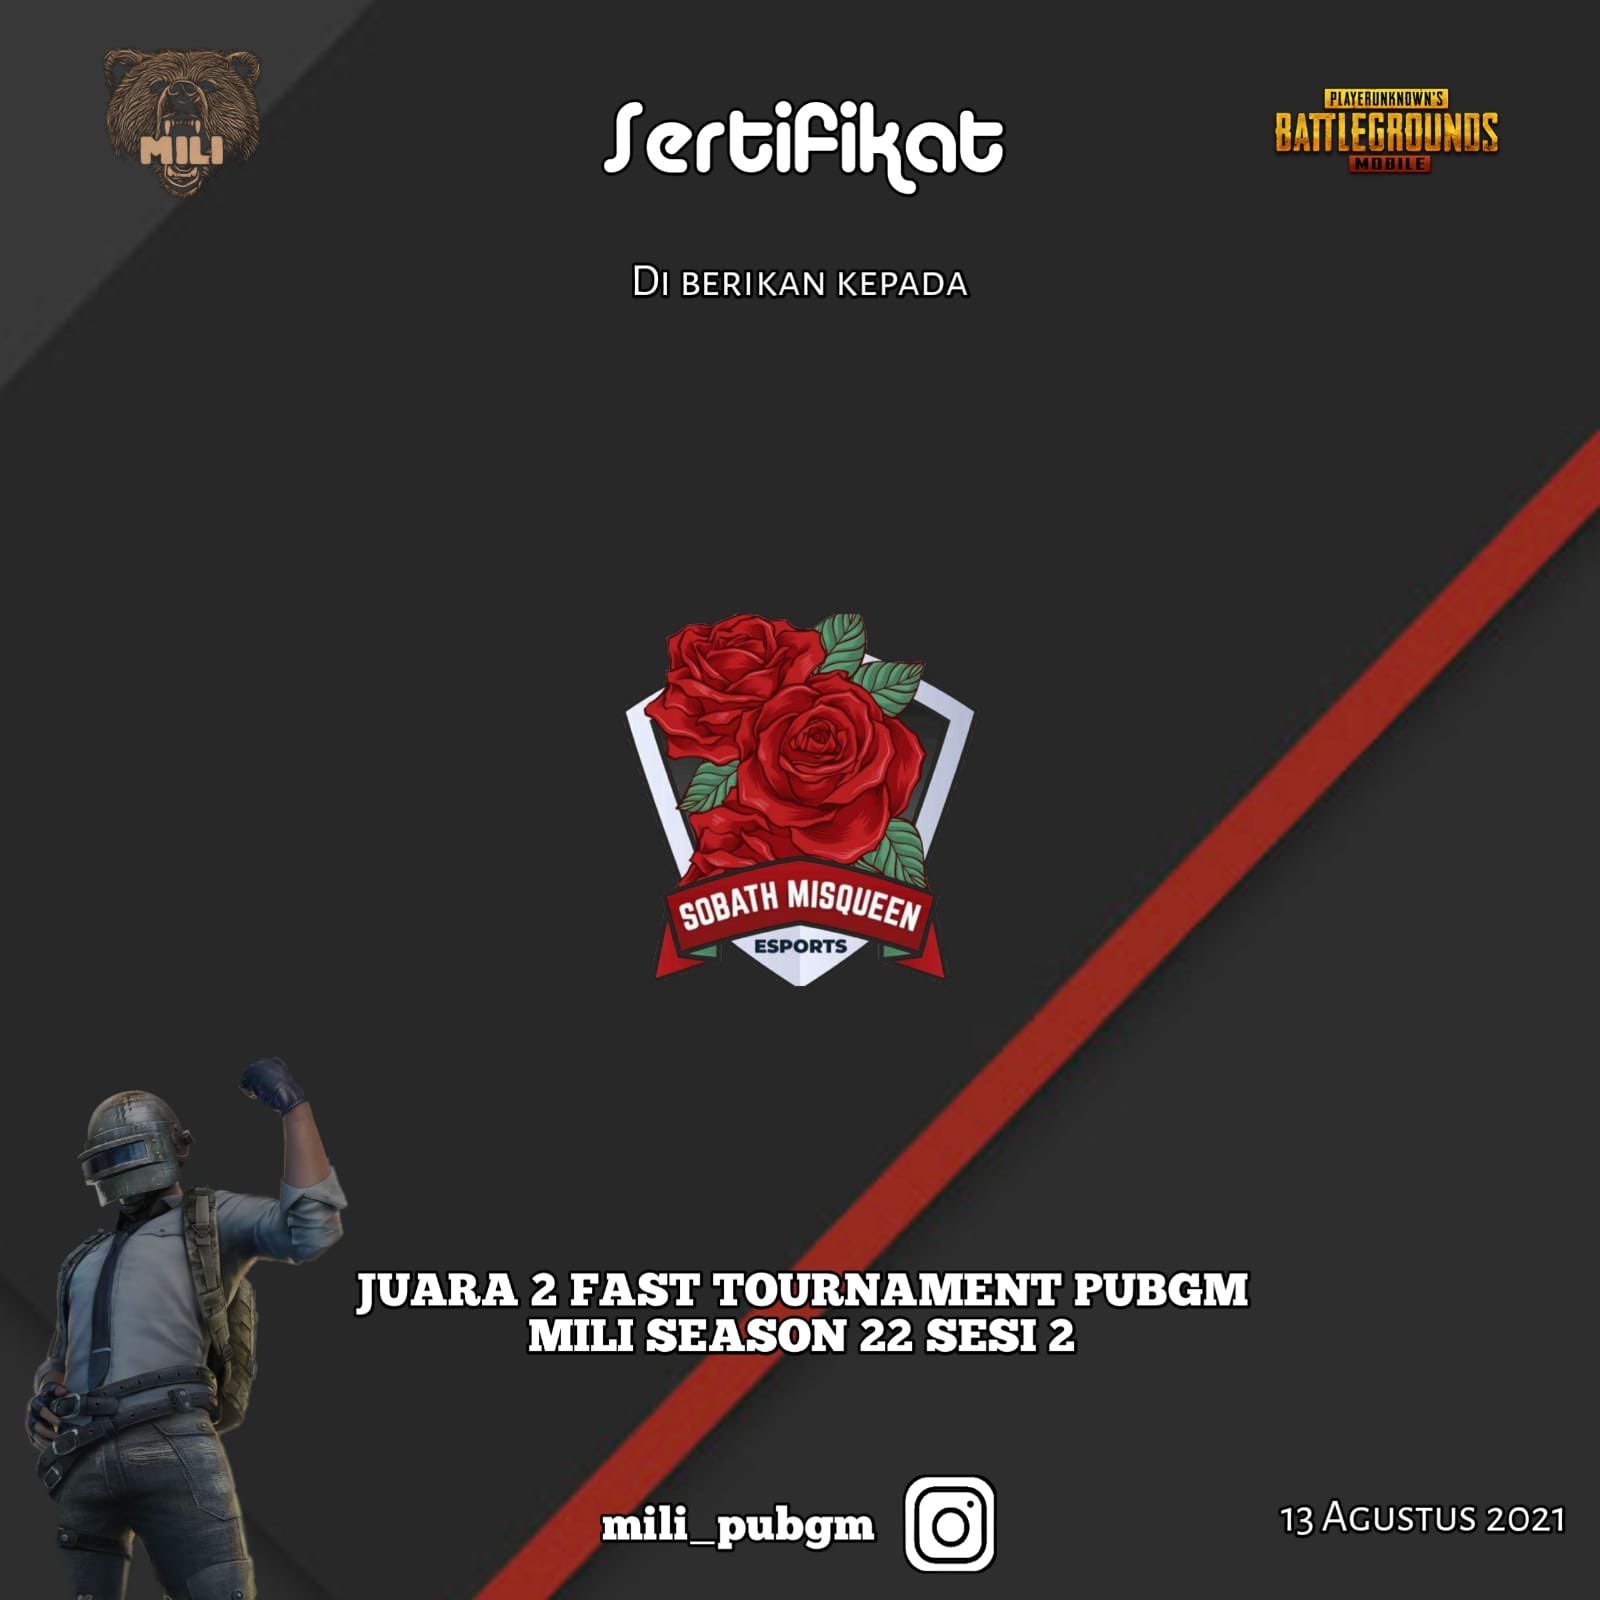 MILI
Sertifikat
PLAYERUNKNOWN'S
BATTLEGROUNDS
MOBILE
Di berikan kepada
SOBATH MISQUEEN
ESPORTS
JUARA 2 FAST TOURNAMENT PUBGM
MILI SEASON 22 SESI 2
mili_pubgm
13 Agustus 2021